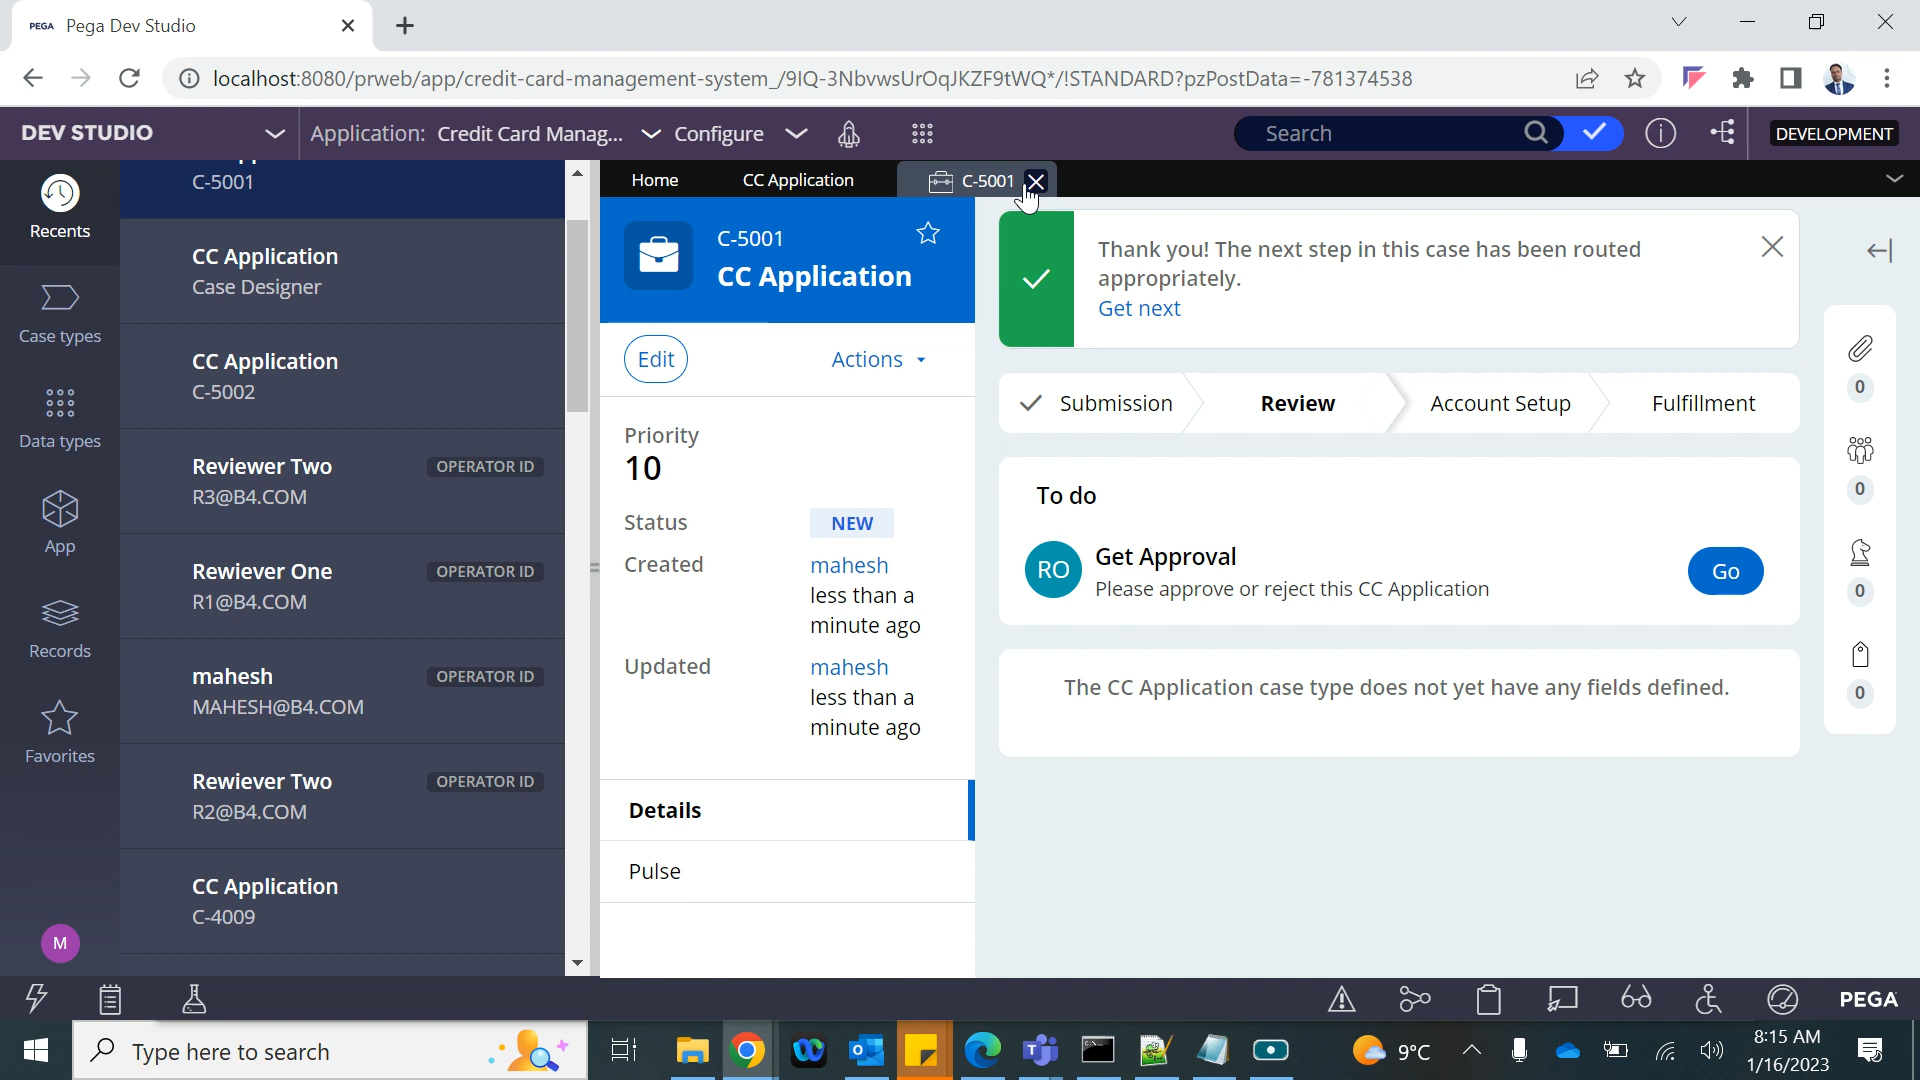 PEGA Pega Dev Studio
localhost:8080/prweb/app/credit-card-management-system_/9IQ-3NbvwsUrOqJKZF9tWQ*/!STANDARD?pzPostData=-781374538
DEV STUDIO Application: Credit Card Manag... Configure Search DEVELOPMENT
Recents
Case types
Data types
App
Records
Favorites
M
C-5001
CC Application
Case Designer
CC Application
C-5002
Reviewer Two OPERATOR ID
R3@B4.COM
Rewiever One OPERATOR ID
R1@B4.COM
mahesh OPERATOR ID
MAHESH@B4.COM
Rewiever Two OPERATOR ID
R2@B4.COM
CC Application
C-4009
Home CC Application C-5001
C-5001
CC Application
Edit Actions
Priority
10
Status NEW
Created mahesh
less than a
minute ago
Updated mahesh
less than a
minute ago
Details
Pulse
Thank you! The next step in this case has been routed
appropriately.
Get next
Submission Review Account Setup Fulfillment
To do
RO Get Approval
Please approve or reject this CC Application
Go
The CC Application case type does not yet have any fields defined.
0
0
0
0
PEGA
Type here to search
9°C
8:15 AM
1/16/2023